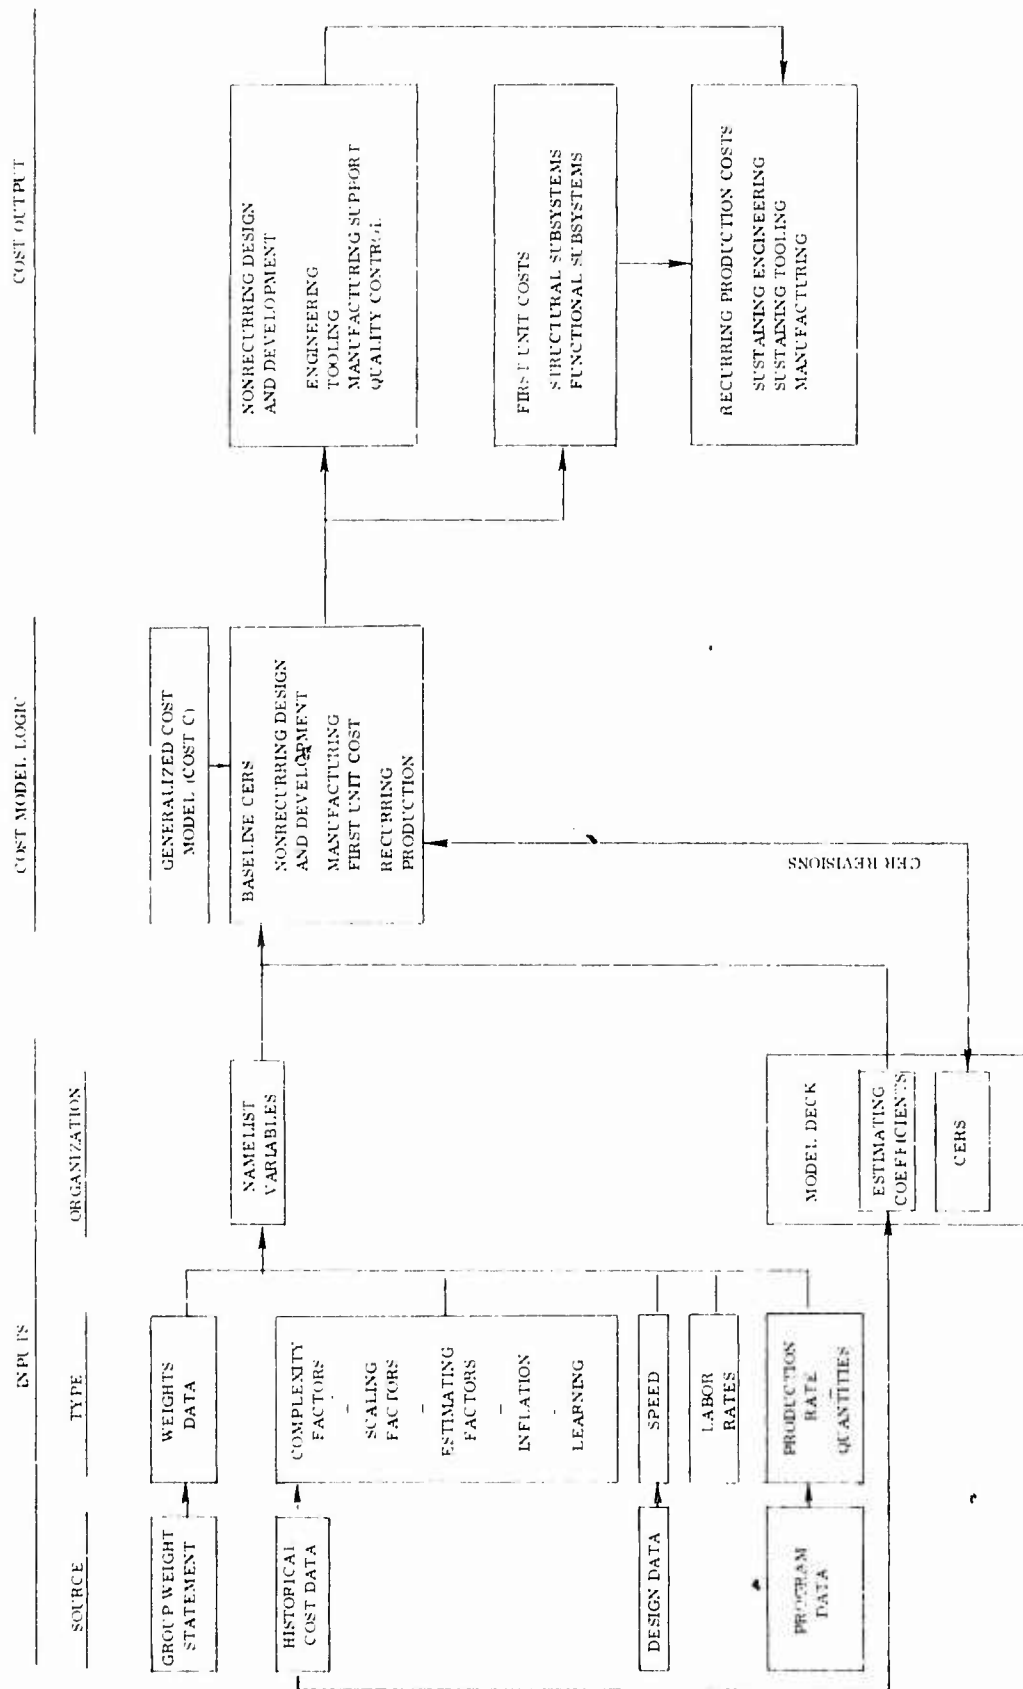 INPUTS
COST MODEL LOGIC
COST OUTPUT
SOURCE
TYPE
ORGANIZATION
GROUP WEIGHT
STATEMENT
WEIGHTS
DATA
HISTORICAL
COST DATA
COMPLEXITY
FACTORS
SCALING
FACTORS
ESTIMATING
FACTORS
INFLATION
LEARNING
DESIGN DATA
SPEED
LABOR
RATES
PROGRAM
DATA
PRODUCTION
RATE
QUANTITIES
NAMELIST
VARIABLES
MODEL DECK
ESTIMATING
COEFFICIENTS
CERS
GENERALIZED COST
MODEL (COST C)
BASELINE CERS
NONRECURRING DESIGN
AND DEVELOPMENT
MANUFACTURING
FIRST UNIT COST
RECURRING
PRODUCTION
CER REVISIONS
NONRECURRING DESIGN
AND DEVELOPMENT
ENGINEERING
TOOLING
MANUFACTURING SUPPORT
QUALITY CONTROL
FIRST UNIT COSTS
STRUCTURAL SUBSYSTEMS
FUNCTIONAL SUBSYSTEMS
RECURRING PRODUCTION COSTS
SUSTAINING ENGINEERING
SUSTAINING TOOLING
MANUFACTURING